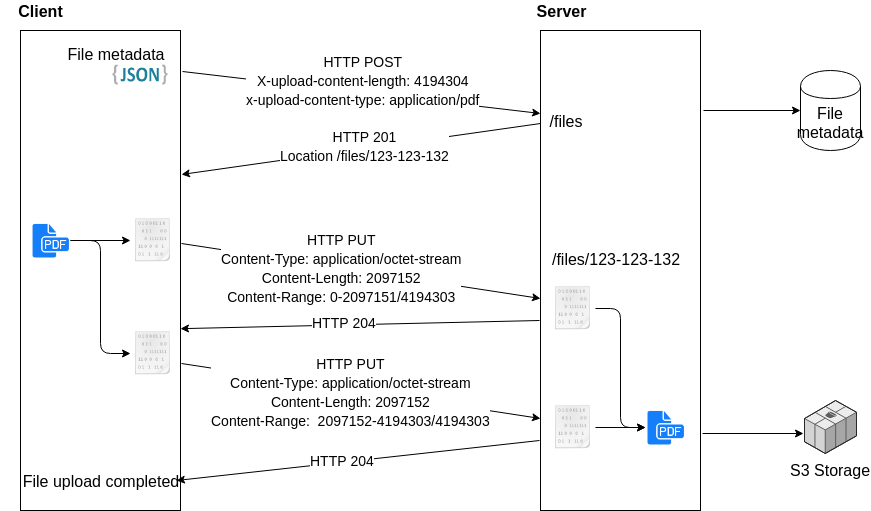 Client
Server
File metadata
{JSON}
HTTP POST
X-upload-content-length: 4194304
x-upload-content-type: application/pdf
/files
File
metadata
HTTP 201
Location /files/123-123-132
PDF
HTTP PUT
Content-Type: application/octet-stream
Content-Length: 2097152
Content-Range: 0-2097151/4194303
/files/123-123-132
HTTP 204
HTTP PUT
Content-Type: application/octet-stream
Content-Length: 2097152
Content-Range:  2097152-4194303/4194303
PDF
HTTP 204
File upload completed
S3 Storage